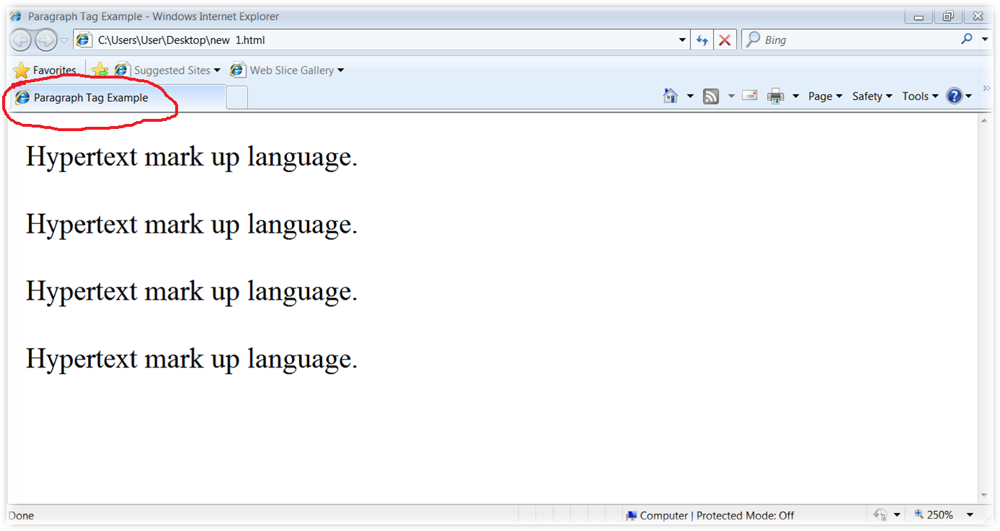 Paragraph Tag Example - Windows Internet Explorer
C:\Users\User\Desktop\new  1.html
Bing
Favorites Suggested Sites Web Slice Gallery
Paragraph Tag Example
Page Safety Tools
Hypertext mark up language.
Hypertext mark up language.
Hypertext mark up language.
Hypertext mark up language.
Done Computer | Protected Mode: Off 250%